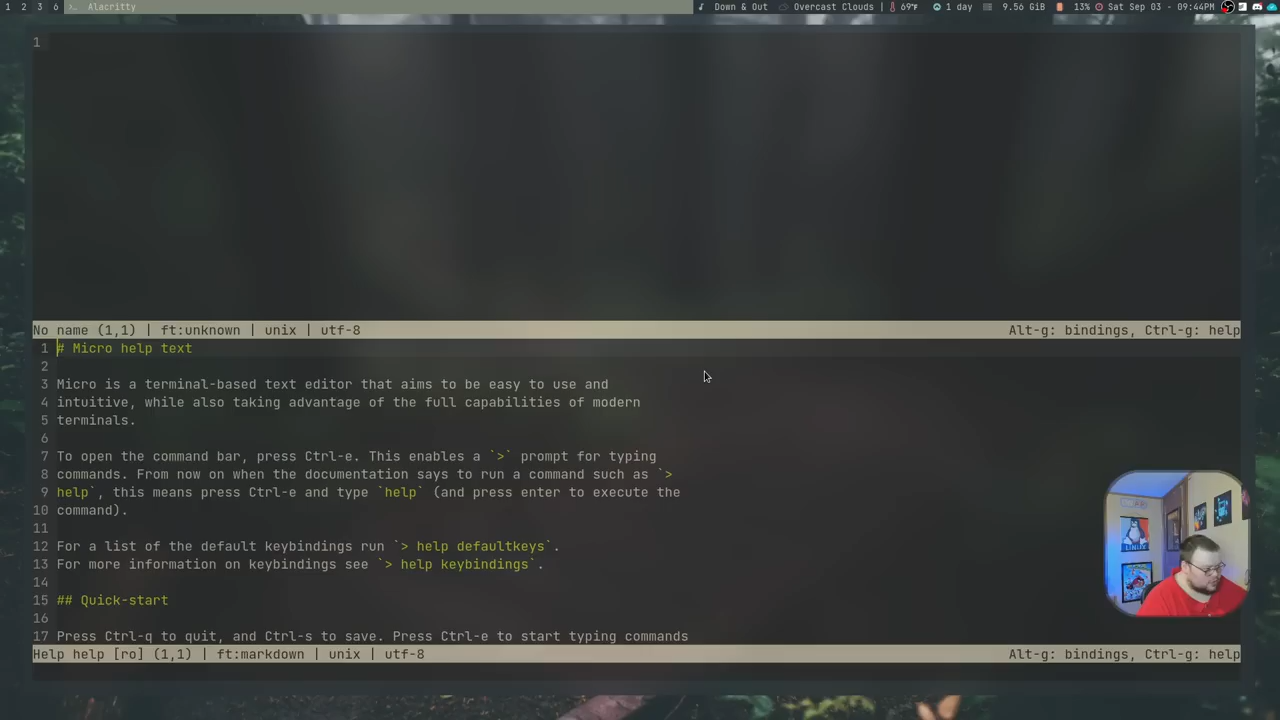 1 2 3 6 >_ Alacritty Down & Out Overcast Clouds 69°F 1 day 9.56 GiB 13% Sat Sep 03 - 09:44PM
1
No name (1,1) | ft:unknown | unix | utf-8 Alt-g: bindings, Ctrl-g: help
1 # Micro help text
2
3 Micro is a terminal-based text editor that aims to be easy to use and
4 intuitive, while also taking advantage of the full capabilities of modern
5 terminals.
6
7 To open the command bar, press Ctrl-e. This enables a `>` prompt for typing
8 commands. From now on when the documentation says to run a command such as `>
9 help`, this means press Ctrl-e and type `help` (and press enter to execute the
10 command).
11
12 For a list of the default keybindings run `> help defaultkeys`.
13 For more information on keybindings see `> help keybindings`.
14
15 ## Quick-start
16
17 Press Ctrl-q to quit, and Ctrl-s to save. Press Ctrl-e to start typing commands
Help help [ro] (1,1) | ft:markdown | unix | utf-8 Alt-g: bindings, Ctrl-g: help
LINUX